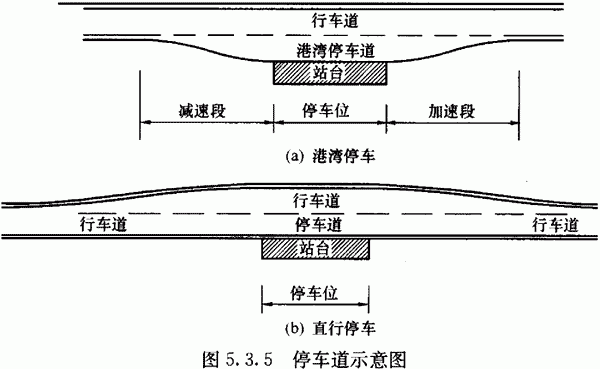 行车道
港湾停车道
站台
减速段 停车位 加速段
(a) 港湾停车
行车道
行车道 停车道 行车道
站台
停车位
(b) 直行停车
图 5.3.5 停车道示意图